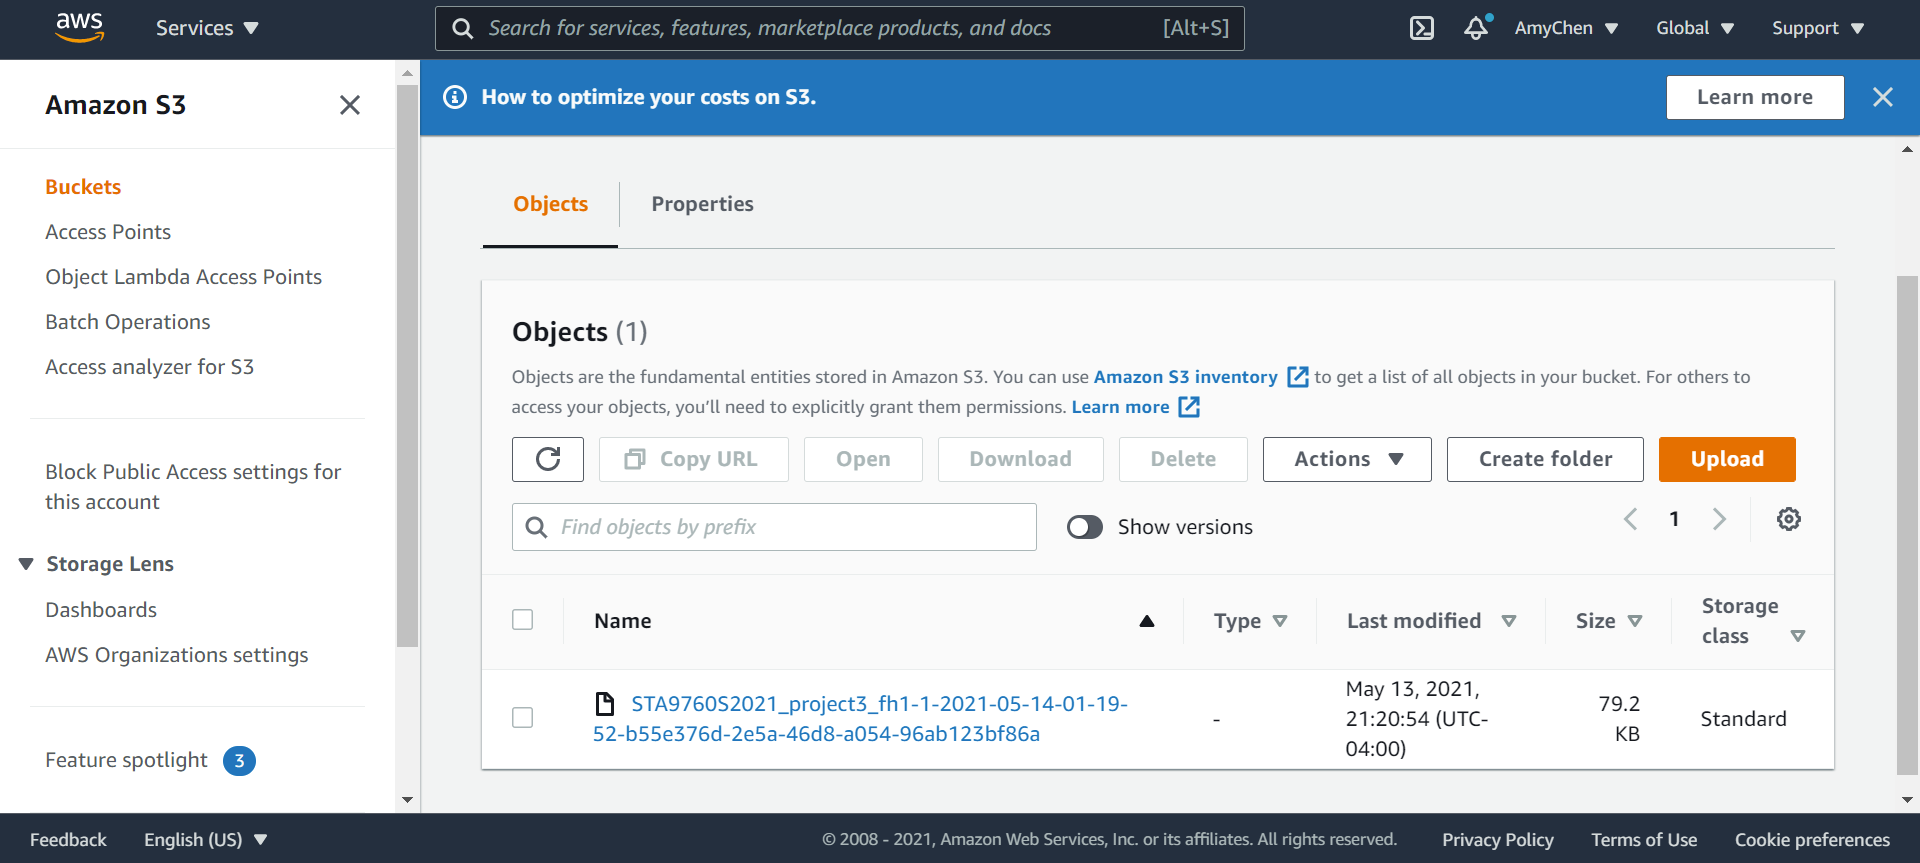 aws
Services
Search for services, features, marketplace products, and docs [Alt+S]
AmyChen
Global
Support
Amazon S3
Buckets
Access Points
Object Lambda Access Points
Batch Operations
Access analyzer for S3
Block Public Access settings for
this account
Storage Lens
Dashboards
AWS Organizations settings
Feature spotlight 3
How to optimize your costs on S3.
Learn more
Objects
Properties
Objects (1)
Objects are the fundamental entities stored in Amazon S3. You can use Amazon S3 inventory to get a list of all objects in your bucket. For others to
access your objects, you’ll need to explicitly grant them permissions. Learn more
Copy URL
Open
Download
Delete
Actions
Create folder
Upload
Find objects by prefix
Show versions
1
Name
Type
Last modified
Size
Storage
class
STA9760S2021_project3_fh1-1-2021-05-14-01-19-
52-b55e376d-2e5a-46d8-a054-96ab123bf86a
-
May 13, 2021,
21:20:54 (UTC-
04:00)
79.2
KB
Standard
Feedback
English (US)
© 2008 - 2021, Amazon Web Services, Inc. or its affiliates. All rights reserved.
Privacy Policy
Terms of Use
Cookie preferences